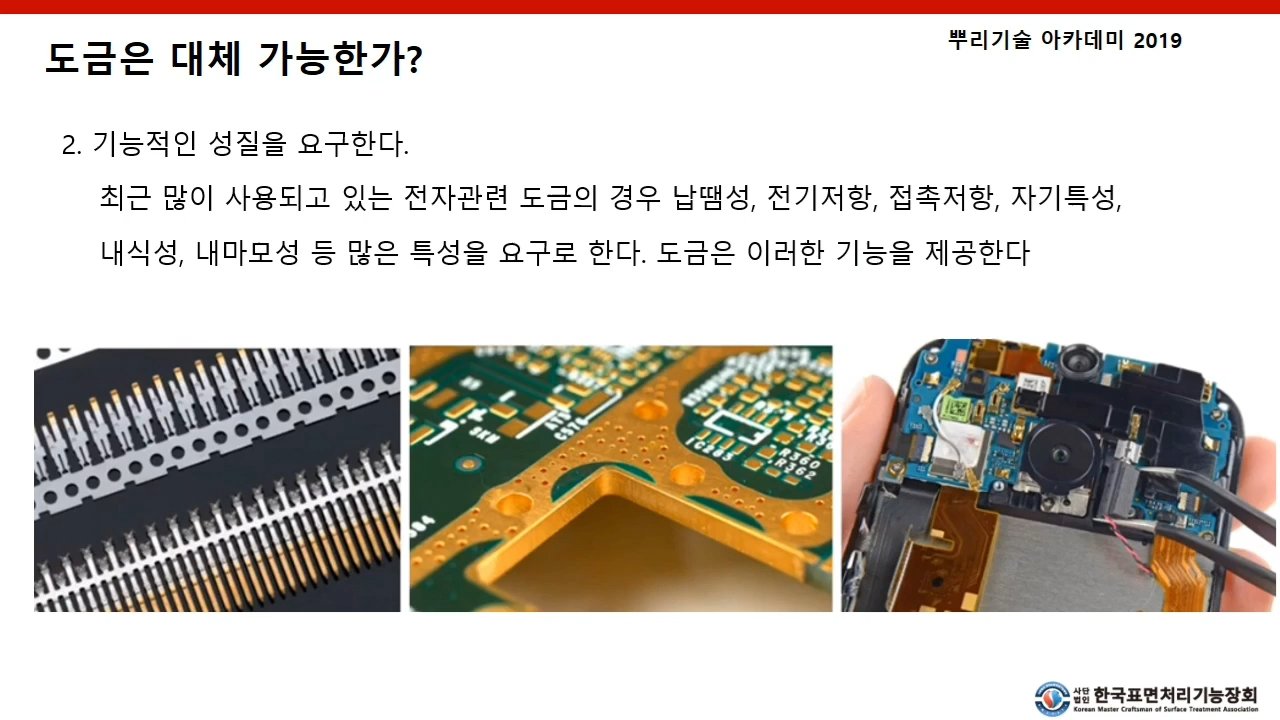 도금은 대체 가능한가?
뿌리기술 아카데미 2019
2. 기능적인 성질을 요구한다.
최근 많이 사용되고 있는 전자관련 도금의 경우 납땜성, 전기저항, 접촉저항, 자기특성,
내식성, 내마모성 등 많은 특성을 요구로 한다. 도금은 이러한 기능을 제공한다
IC283
R360
R362
사단
법인
한국표면처리기능장회
Korean Master Craftsman of Surface Treatment Association